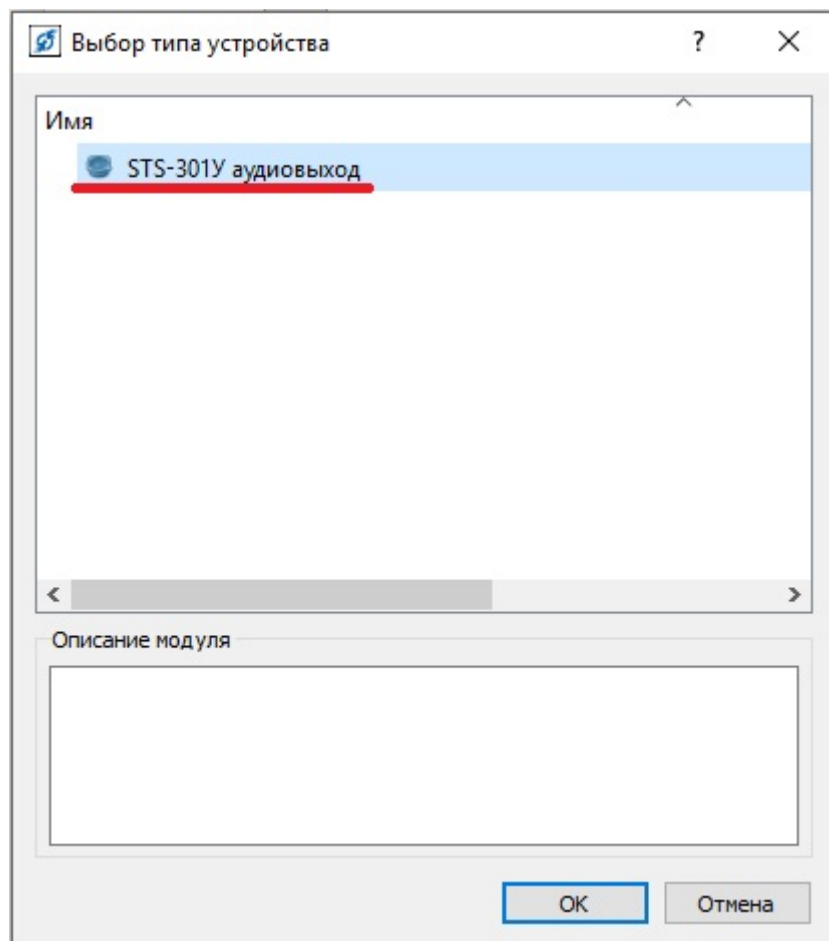 Выбор типа устройства
Имя
STS-301У аудиовыход
Описание модуля
OK
Отмена